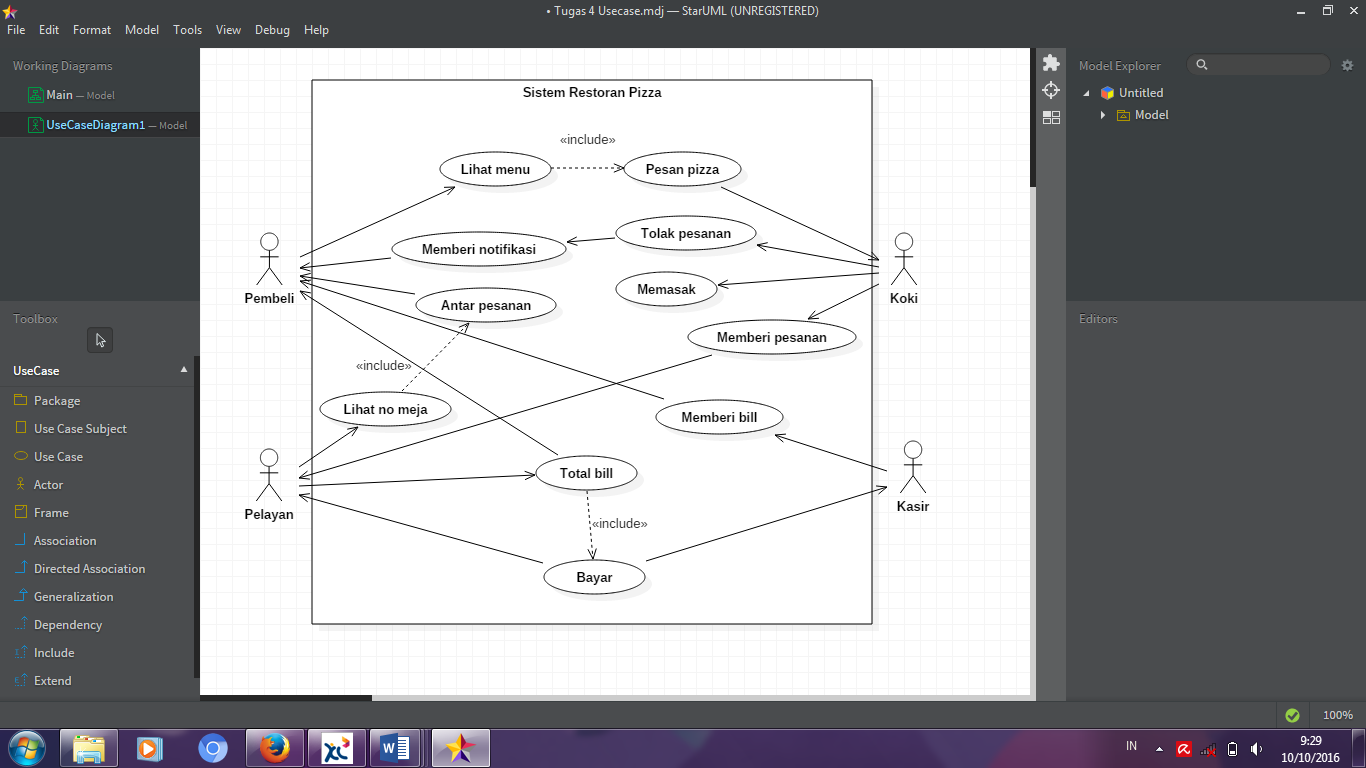 • Tugas 4 Usecase.mdj — StarUML (UNREGISTERED)
File Edit Format Model Tools View Debug Help
Working Diagrams
Main — Model
UseCaseDiagram1 — Model
Toolbox
UseCase
Package
Use Case Subject
Use Case
Actor
Frame
Association
Directed Association
Generalization
Dependency
Include
Extend
Sistem Restoran Pizza
«include»
Lihat menu
Pesan pizza
Tolak pesanan
Memberi notifikasi
Memasak
Pembeli
Koki
Antar pesanan
Memberi pesanan
«include»
Lihat no meja
Memberi bill
Total bill
Pelayan
Kasir
«include»
Bayar
Model Explorer
Untitled
Model
Editors
100%
IN
9:29
10/10/2016